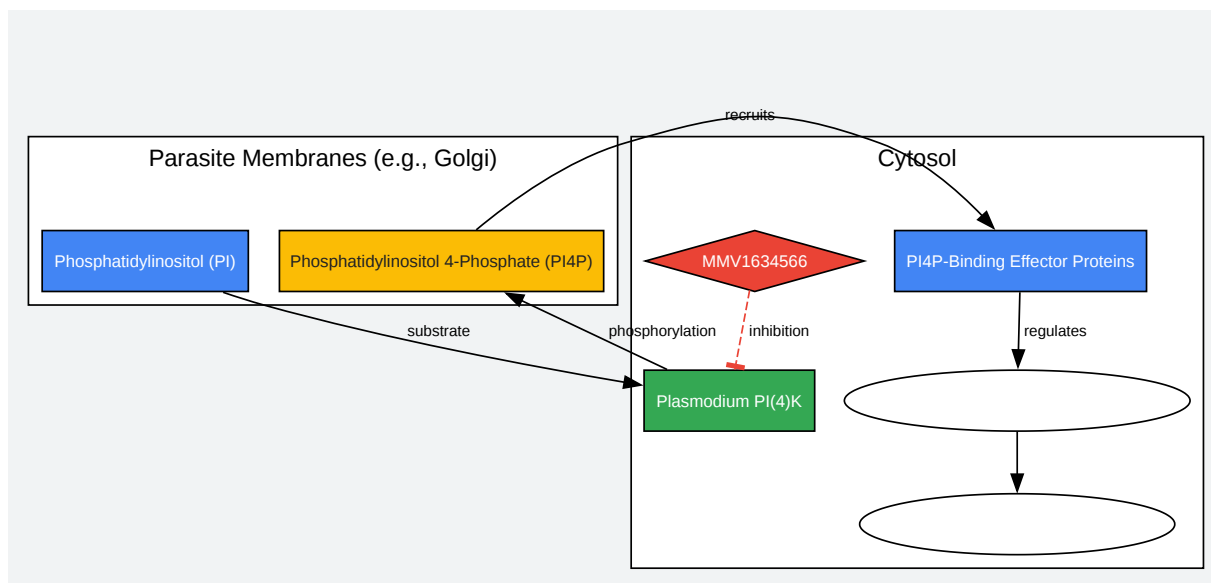 recruits
Parasite Membranes (e.g., Golgi)
Cytosol
Phosphatidylinositol (PI)
Phosphatidylinositol 4-Phosphate (PI4P)
MMV1634566
PI4P-Binding Effector Proteins
substrate
phosphorylation
inhibition
regulates
Plasmodium PI(4)K